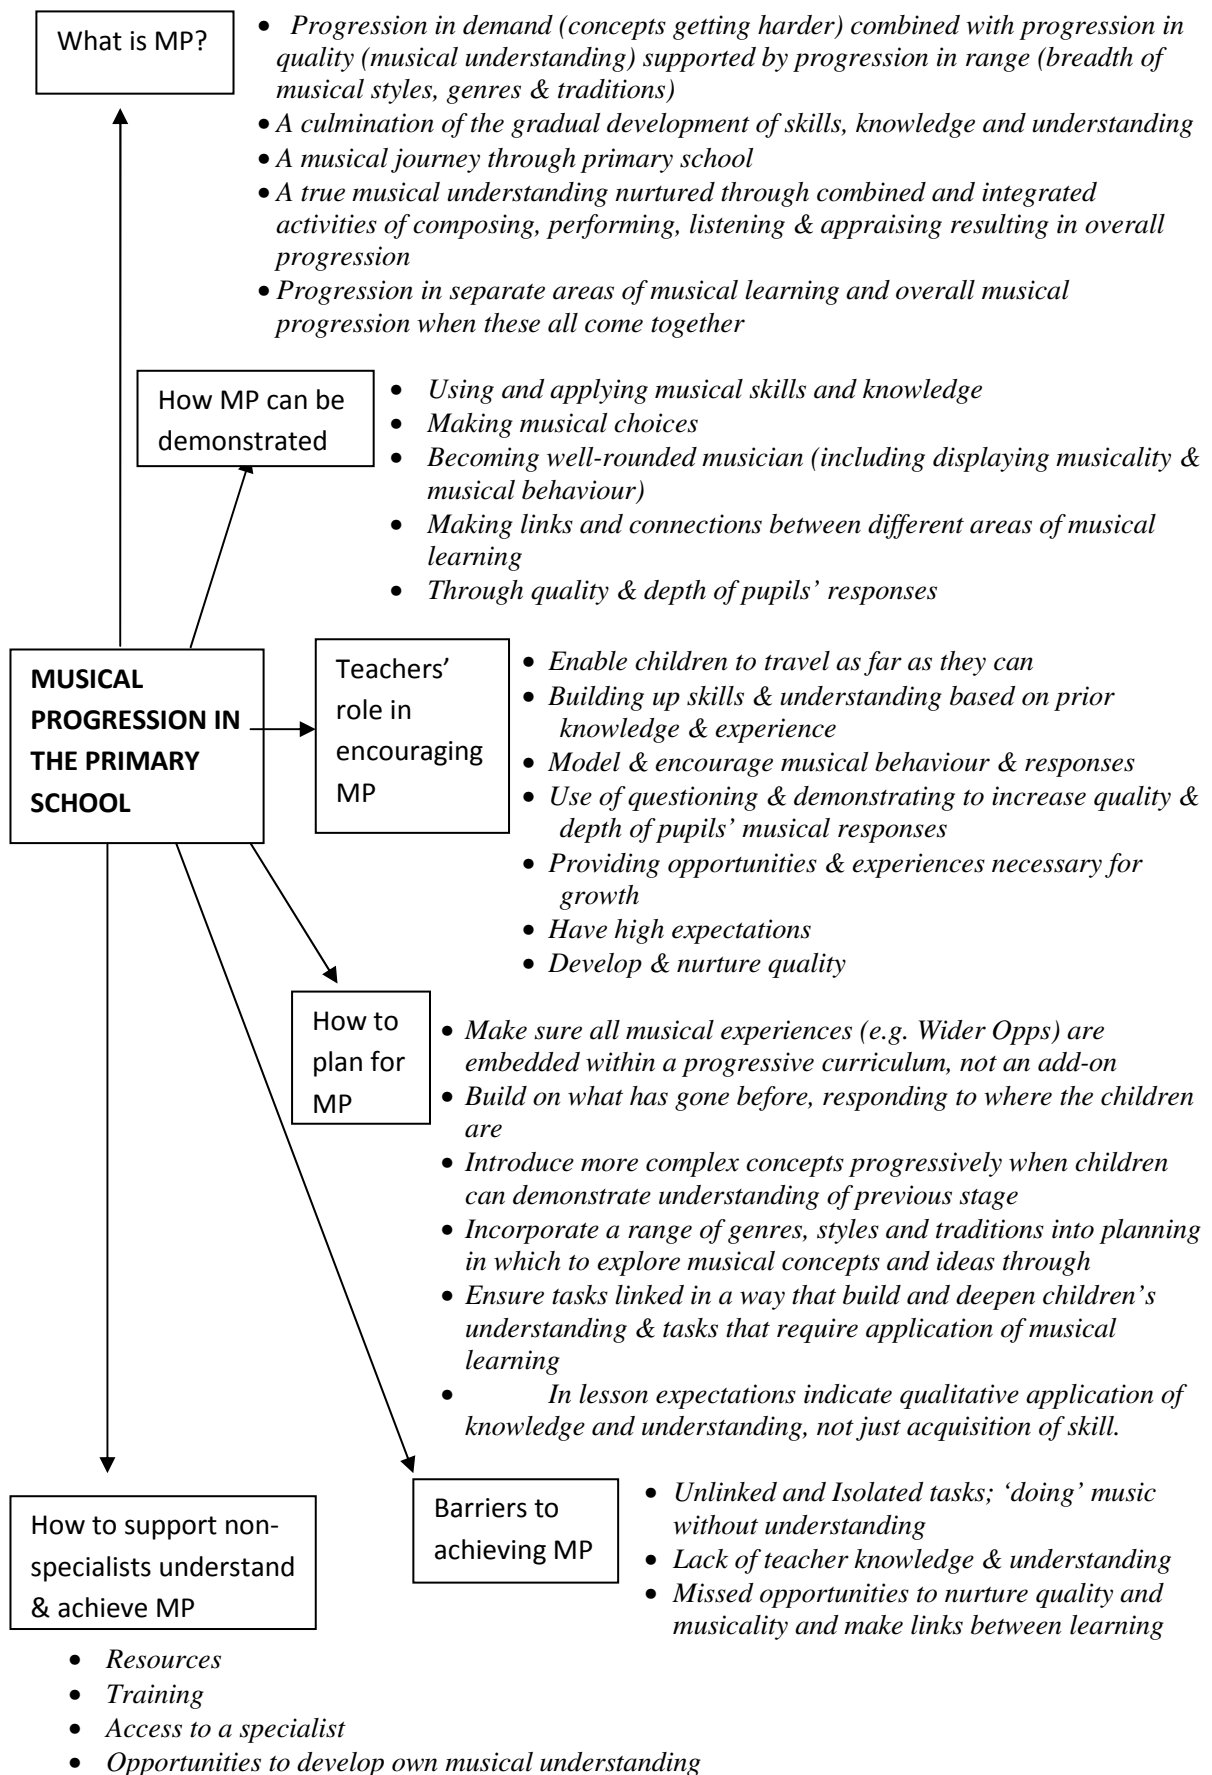 What is MP?
• Progression in demand (concepts getting harder) combined with progression in
quality (musical understanding) supported by progression in range (breadth of
musical styles, genres & traditions)
• A culmination of the gradual development of skills, knowledge and understanding
• A musical journey through primary school
• A true musical understanding nurtured through combined and integrated
activities of composing, performing, listening & appraising resulting in overall
progression
• Progression in separate areas of musical learning and overall musical
progression when these all come together
How MP can be
demonstrated
• Using and applying musical skills and knowledge
• Making musical choices
• Becoming well-rounded musician (including displaying musicality &
musical behaviour)
• Making links and connections between different areas of musical
learning
• Through quality & depth of pupils’ responses
MUSICAL
PROGRESSION IN
THE PRIMARY
SCHOOL
Teachers’
role in
encouraging
MP
• Enable children to travel as far as they can
• Building up skills & understanding based on prior
knowledge & experience
• Model & encourage musical behaviour & responses
• Use of questioning & demonstrating to increase quality &
depth of pupils’ musical responses
• Providing opportunities & experiences necessary for
growth
• Have high expectations
• Develop & nurture quality
How to
plan for
MP
• Make sure all musical experiences (e.g. Wider Opps) are
embedded within a progressive curriculum, not an add-on
• Build on what has gone before, responding to where the children
are
• Introduce more complex concepts progressively when children
can demonstrate understanding of previous stage
• Incorporate a range of genres, styles and traditions into planning
in which to explore musical concepts and ideas through
• Ensure tasks linked in a way that build and deepen children’s
understanding & tasks that require application of musical
learning
• In lesson expectations indicate qualitative application of
knowledge and understanding, not just acquisition of skill.
Barriers to
achieving MP
• Unlinked and Isolated tasks; ‘doing’ music
without understanding
• Lack of teacher knowledge & understanding
• Missed opportunities to nurture quality and
musicality and make links between learning
How to support non-
specialists understand
& achieve MP
• Resources
• Training
• Access to a specialist
• Opportunities to develop own musical understanding